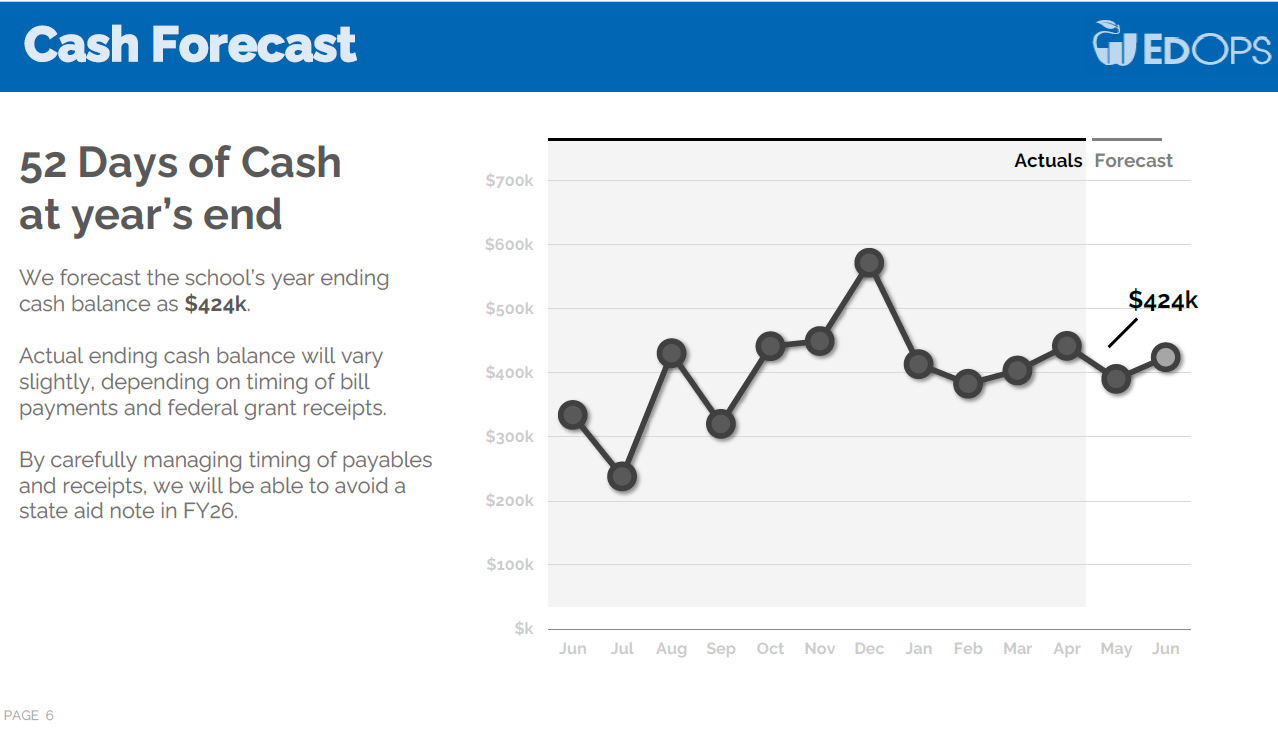 Cash Forecast
EDOPS
52 Days of Cash
at year’s end
We forecast the school’s year ending
cash balance as $424k.
Actual ending cash balance will vary
slightly, depending on timing of bill
payments and federal grant receipts.
By carefully managing timing of payables
and receipts, we will be able to avoid a
state aid note in FY26.
Actuals Forecast
$700k
$600k
$500k
$400k
$300k
$200k
$100k
$k
$424k
Jun Jul Aug Sep Oct Nov Dec Jan Feb Mar Apr May Jun
PAGE 6